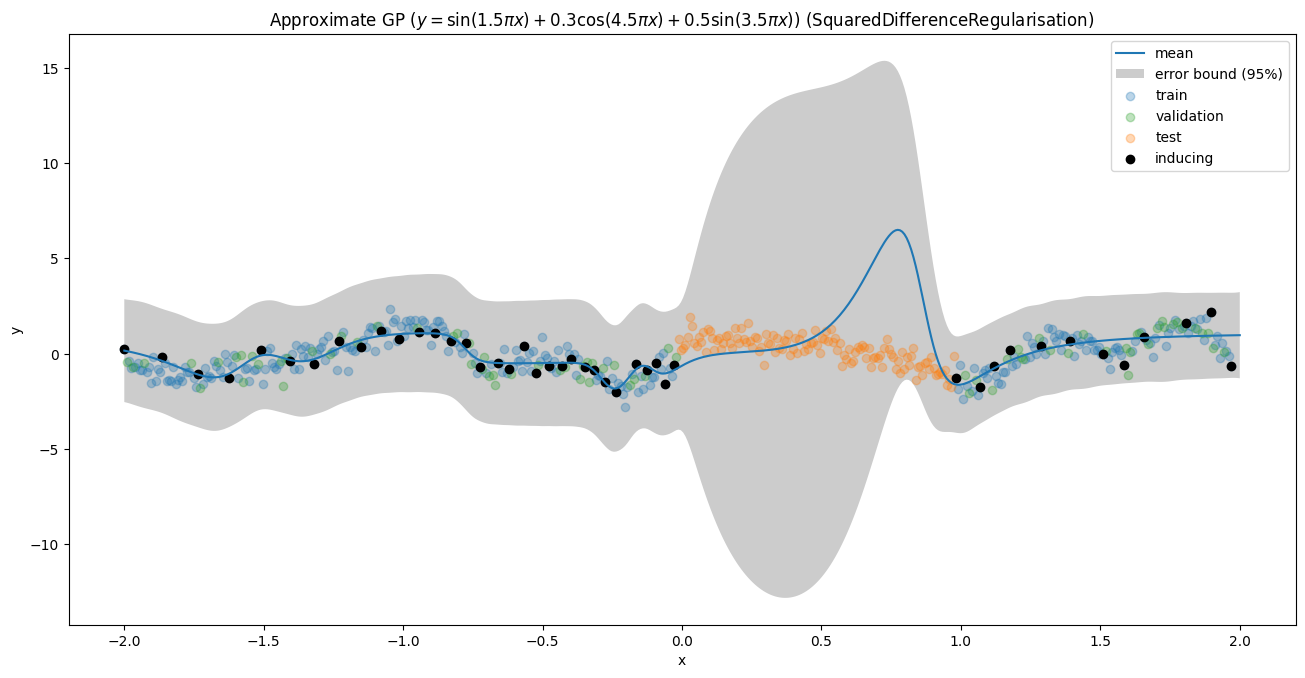 Approximate GP (y = sin(1.5πx) + 0.3cos(4.5πx) + 0.5sin(3.5πx)) (SquaredDifferenceRegularisation)
mean
error bound (95%)
train
validation
test
inducing
15
10
5
0
−5
−10
y
−2.0 −1.5 −1.0 −0.5 0.0 0.5 1.0 1.5 2.0
x